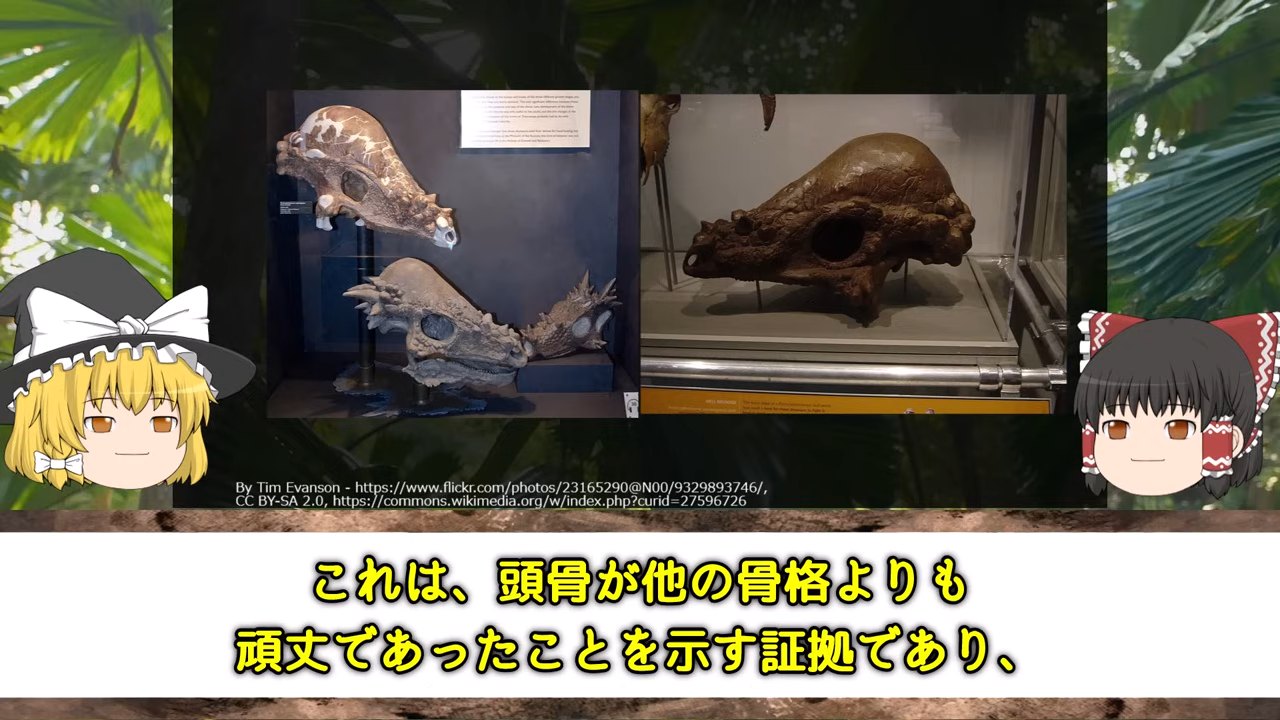 By Tim Evanson - https://www.flickr.com/photos/23165290@N00/9329893746/,
CC BY-SA 2.0, https://commons.wikimedia.org/w/index.php?curid=27596726
これは、頭骨が他の骨格よりも
頑丈であったことを示す証拠であり、